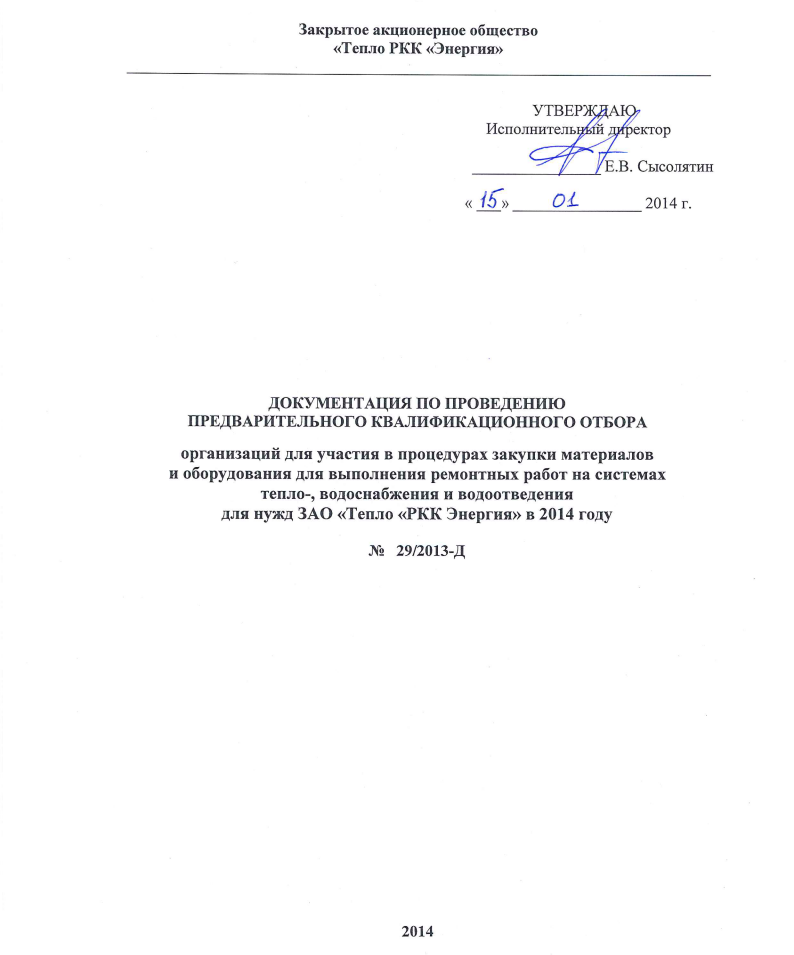 Закрытое акционерное общество
«Тепло РКК «Энергия»
УТВЕРЖДАЮ
Исполнительный директор
Е.В. Сысолятин
« 15 » 01 2014 г.
ДОКУМЕНТАЦИЯ ПО ПРОВЕДЕНИЮ
ПРЕДВАРИТЕЛЬНОГО КВАЛИФИКАЦИОННОГО ОТБОРА
организаций для участия в процедурах закупки материалов
и оборудования для выполнения ремонтных работ на системах
тепло-, водоснабжения и водоотведения
для нужд ЗАО «Тепло «РКК Энергия» в 2014 году
№ 29/2013-Д
2014